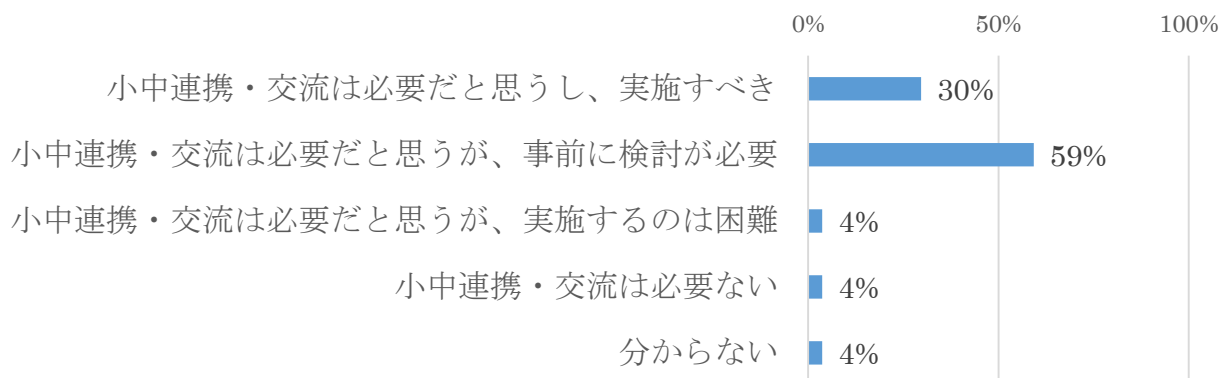 0% 50% 100%
小中連携・交流は必要だと思うし、実施すべき 30%
小中連携・交流は必要だと思うが、事前に検討が必要 59%
小中連携・交流は必要だと思うが、実施するのは困難 4%
小中連携・交流は必要ない 4%
分からない 4%